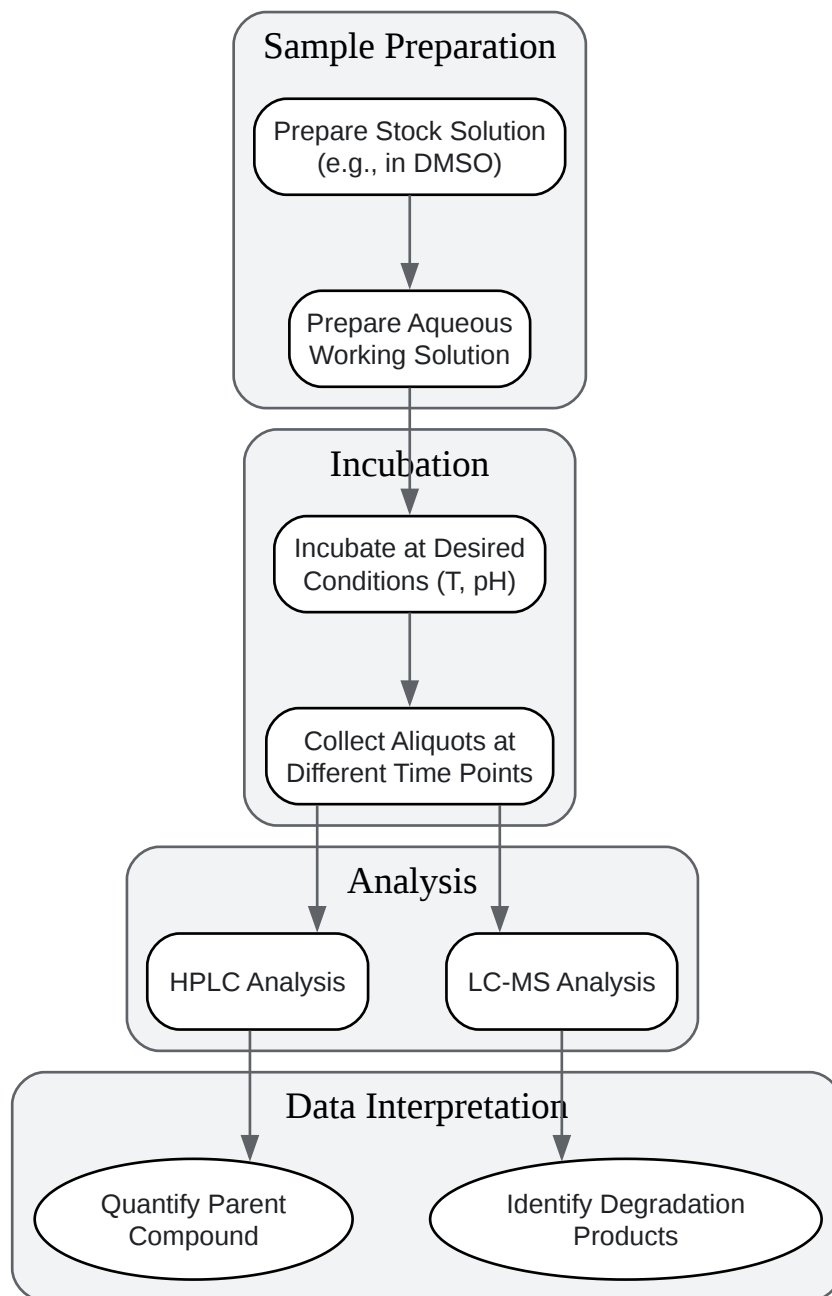 Sample Preparation
Prepare Stock Solution
(e.g., in DMSO)
Prepare Aqueous
Working Solution
Incubation
Incubate at Desired
Conditions (T, pH)
Collect Aliquots at
Different Time Points
Analysis
HPLC Analysis
LC-MS Analysis
Data Interpretation
Quantify Parent
Compound
Identify Degradation
Products